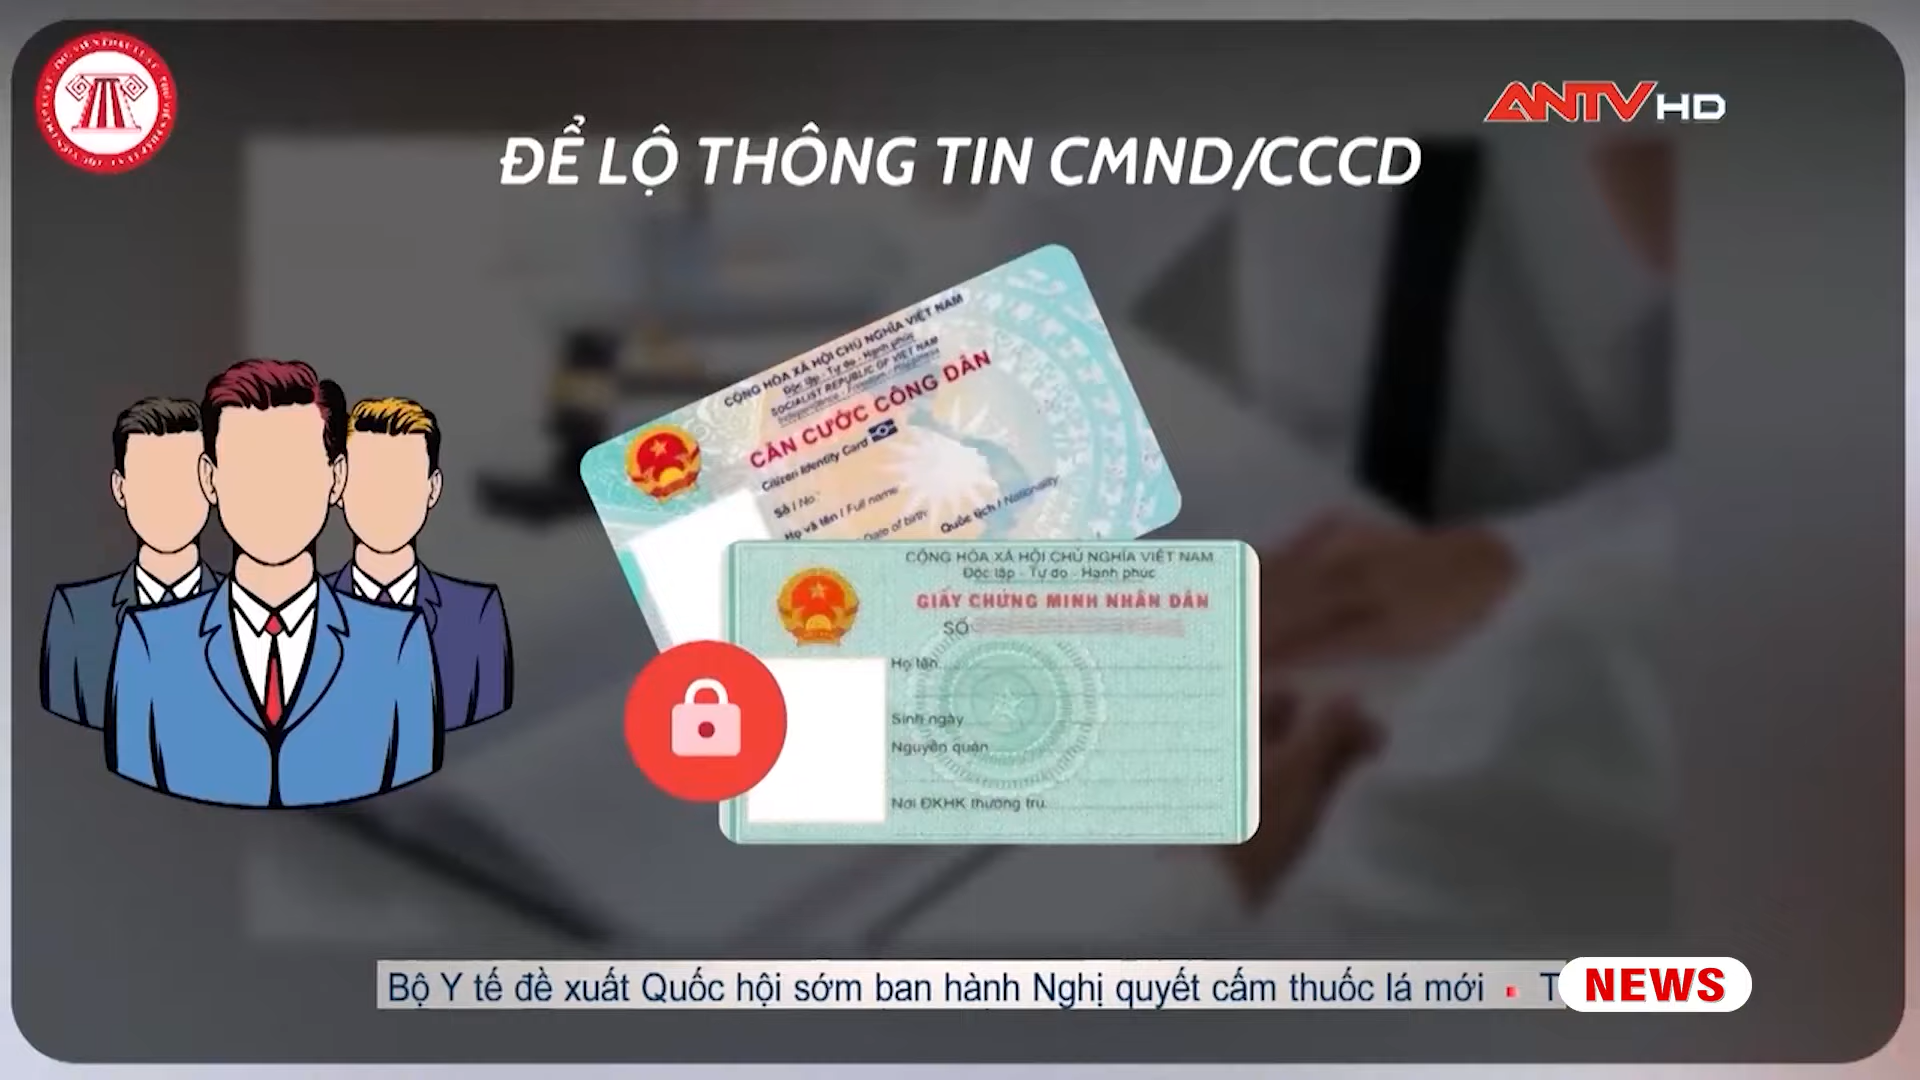 ANTV HD
ĐỂ LỘ THÔNG TIN CMND/CCCD
CỘNG HÒA XÃ HỘI CHỦ NGHĨA VIỆT NAM
Độc lập - Tự do - Hạnh phúc
SOCIALIST REPUBLIC OF VIET NAM
Independence - Freedom - Happiness
CĂN CƯỚC CÔNG DÂN
Citizen Identity Card
Số / No
Họ và tên / Full name
Date of birth
Quốc tịch / Nationality
CỘNG HÒA XÃ HỘI CHỦ NGHĨA VIỆT NAM
Độc lập - Tự do - Hạnh phúc
GIẤY CHỨNG MINH NHÂN DÂN
SỐ
Họ tên
Sinh ngày
Nguyên quán
Nơi ĐKHK thường trú
Bộ Y tế đề xuất Quốc hội sớm ban hành Nghị quyết cấm thuốc lá mới
NEWS